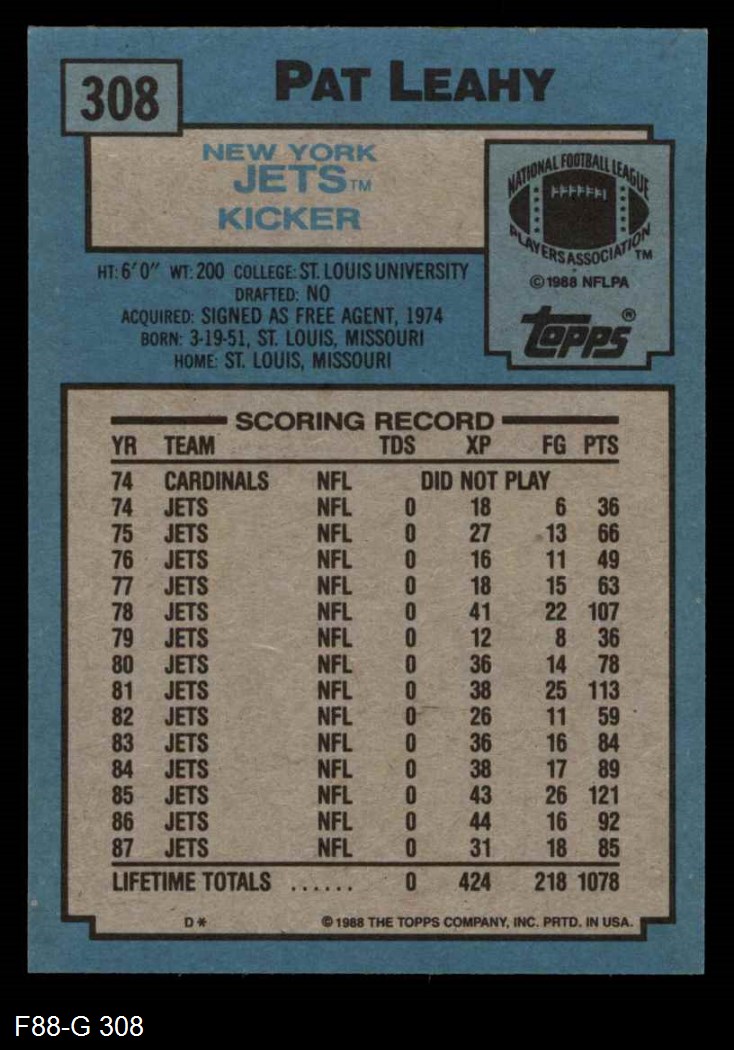 308
PAT LEAHY
NEW YORK
JETS™
KICKER
NATIONAL FOOTBALL LEAGUE
PLAYERS ASSOCIATION™
© 1988 NFLPA
topps®
HT: 6'0" WT: 200 COLLEGE: ST. LOUIS UNIVERSITY
DRAFTED: NO
ACQUIRED: SIGNED AS FREE AGENT, 1974
BORN: 3-19-51, ST. LOUIS, MISSOURI
HOME: ST. LOUIS, MISSOURI
SCORING RECORD
YR TEAM TDS XP FG PTS
74 CARDINALS NFL DID NOT PLAY
74 JETS NFL 0 18 6 36
75 JETS NFL 0 27 13 66
76 JETS NFL 0 16 11 49
77 JETS NFL 0 18 15 63
78 JETS NFL 0 41 22 107
79 JETS NFL 0 12 8 36
80 JETS NFL 0 36 14 78
81 JETS NFL 0 38 25 113
82 JETS NFL 0 26 11 59
83 JETS NFL 0 36 16 84
84 JETS NFL 0 38 17 89
85 JETS NFL 0 43 26 121
86 JETS NFL 0 44 16 92
87 JETS NFL 0 31 18 85
LIFETIME TOTALS ...... 0 424 218 1078
D* © 1988 THE TOPPS COMPANY, INC. PRTD. IN USA.
F88-G 308